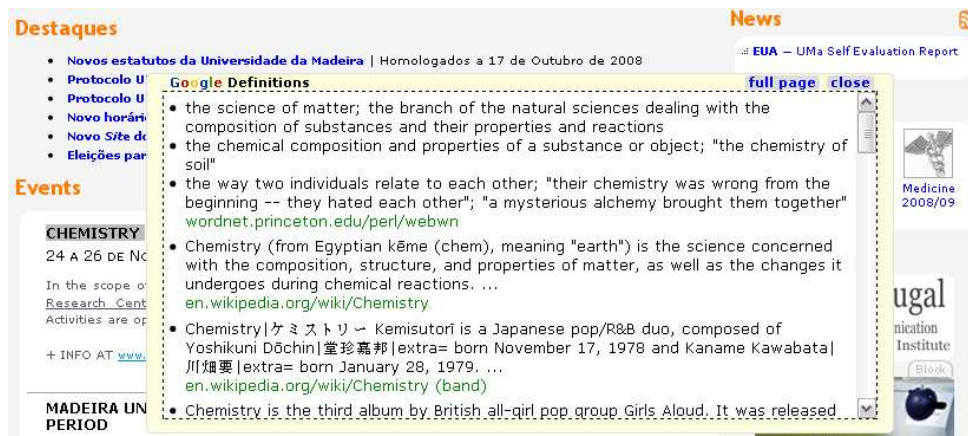 Destaques
News
Novos estatutos da Universidade da Madeira | Homologados a 17 de Outubro de 2008
.: EUA – UMa Self Evaluation Report
Protocolo U
Protocolo U
Novo horári
Novo Site do
Eleições par
Google Definitions
full page close
• the science of matter; the branch of the natural sciences dealing with the
composition of substances and their properties and reactions
• the chemical composition and properties of a substance or object; "the chemistry of
soil"
• the way two individuals relate to each other; "their chemistry was wrong from the
beginning -- they hated each other"; "a mysterious alchemy brought them together"
wordnet.princeton.edu/perl/webwn
• Chemistry (from Egyptian kēme (chem), meaning "earth") is the science concerned
with the composition, structure, and properties of matter, as well as the changes it
undergoes during chemical reactions. ...
en.wikipedia.org/wiki/Chemistry
• Chemistry|ケミストリー Kemisutorī is a Japanese pop/R&B duo, composed of
Yoshikuni Dōchin|堂珍嘉邦|extra= born November 17, 1978 and Kaname Kawabata|
川畑要|extra= born January 28, 1979. ...
en.wikipedia.org/wiki/Chemistry (band)
• Chemistry is the third album by British all-girl pop group Girls Aloud. It was released
Medicine
2008/09
Events
CHEMISTRY
24 A 26 DE NO
In the scope o
Research Cent
Activities are op
+ INFO AT www.
MADEIRA UN
PERIOD
ugal
nication
Institute
Block